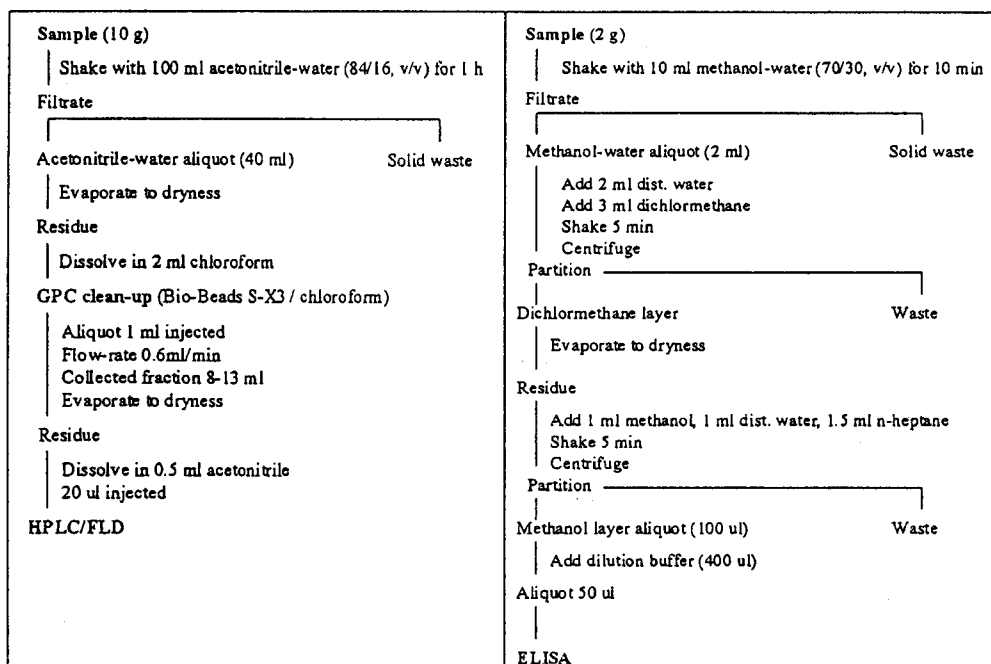 Sample (10 g)
Shake with 100 ml acetonitrile-water (84/16, v/v) for 1 h
Filtrate
Acetonitrile-water aliquot (40 ml) Solid waste
Evaporate to dryness
Residue
Dissolve in 2 ml chloroform
GPC clean-up (Bio-Beads S-X3 / chloroform)
Aliquot 1 ml injected
Flow-rate 0.6ml/min
Collected fraction 8-13 ml
Evaporate to dryness
Residue
Dissolve in 0.5 ml acetonitrile
20 ul injected
HPLC/FLD
Sample (2 g)
Shake with 10 ml methanol-water (70/30, v/v) for 10 min
Filtrate
Methanol-water aliquot (2 ml) Solid waste
Add 2 ml dist. water
Add 3 ml dichlormethane
Shake 5 min
Centrifuge
Partition
Dichlormethane layer Waste
Evaporate to dryness
Residue
Add 1 ml methanol, 1 ml dist. water, 1.5 ml n-heptane
Shake 5 min
Centrifuge
Partition
Methanol layer aliquot (100 ul) Waste
Add dilution buffer (400 ul)
Aliquot 50 ul
ELISA